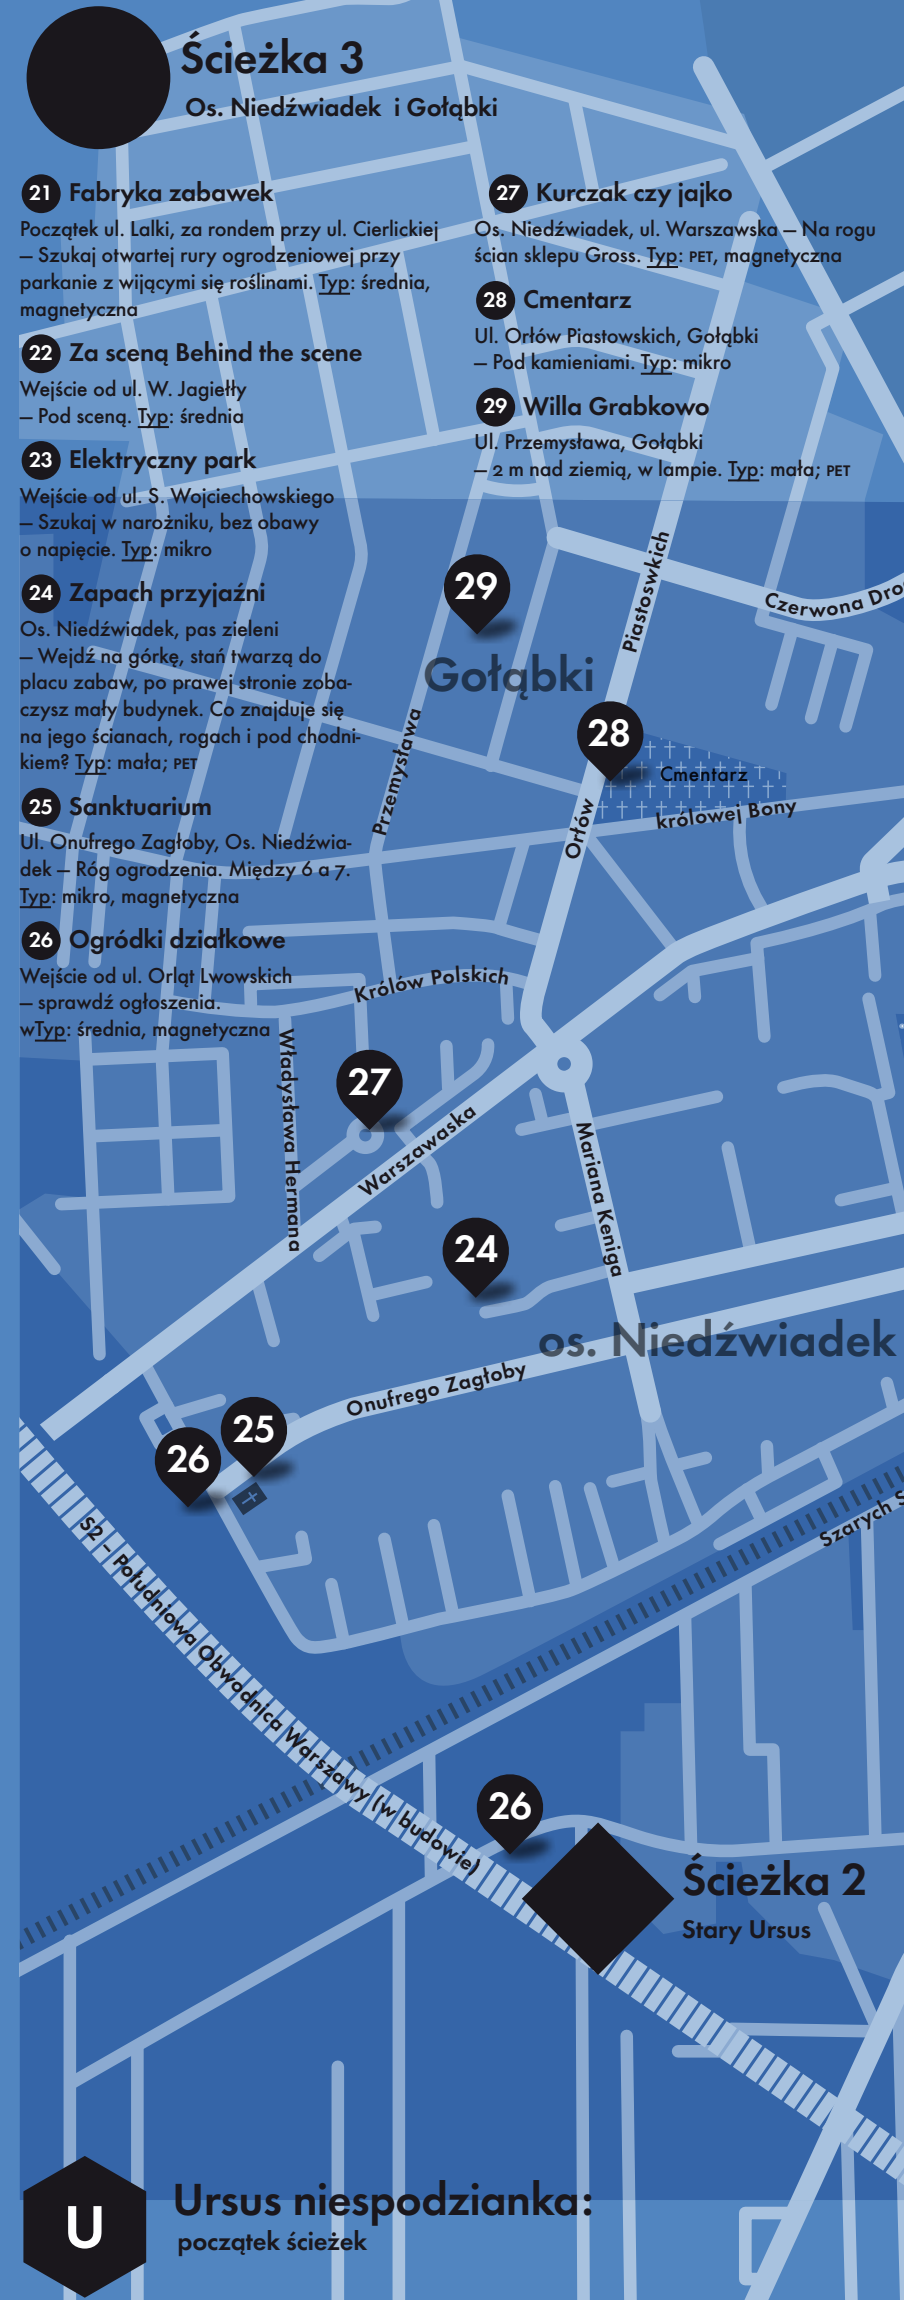 Ścieżka 3
Os. Niedźwiadek i Gołąbki
21 Fabryka zabawek
Początek ul. Lalki, za rondem przy ul. Cierlickiej
– Szukaj otwartej rury ogrodzeniowej przy
parkanie z wijącymi się roślinami. Typ: średnia,
magnetyczna
22 Za sceną Behind the scene
Wejście od ul. W. Jagiełły
– Pod sceną. Typ: średnia
23 Elektryczny park
Wejście od ul. S. Wojciechowskiego
– Szukaj w narożniku, bez obawy
o napięcie. Typ: mikro
24 Zapach przyjaźni
Os. Niedźwiadek, pas zieleni
– Wejdź na górkę, stań twarzą do
placu zabaw, po prawej stronie zoba-
czysz mały budynek. Co znajduje się
na jego ścianach, rogach i pod chodni-
kiem? Typ: mała; PET
25 Sanktuarium
Ul. Onufrego Zagłoby, Os. Niedźwia-
dek – Róg ogrodzenia. Między 6 a 7.
Typ: mikro, magnetyczna
26 Ogródki działkowe
Wejście od ul. Orląt Lwowskich
– sprawdź ogłoszenia.
wTyp: średnia, magnetyczna
27 Kurczak czy jajko
Os. Niedźwiadek, ul. Warszawska – Na rogu
ścian sklepu Gross. Typ: PET, magnetyczna
28 Cmentarz
Ul. Orłów Piastowskich, Gołąbki
– Pod kamieniami. Typ: mikro
29 Willa Grabkowo
Ul. Przemysława, Gołąbki
– 2 m nad ziemią, w lampie. Typ: mała; PET
Piastoswkich
Czerwona Dro
29
Gołąbki
28
Cmentarz
Przemysława
królowej Bony
Orłów
Królów Polskich
Władysława Hermana
27
Warszawaska
Mariana Keniga
24
os. Niedźwiadek
Onufrego Zagłoby
25
26
Szarych S
S2 – Południowa Obwodnica Warszawy (w budowie)
26
Ścieżka 2
Stary Ursus
U
Ursus niespodzianka:
początek ścieżek